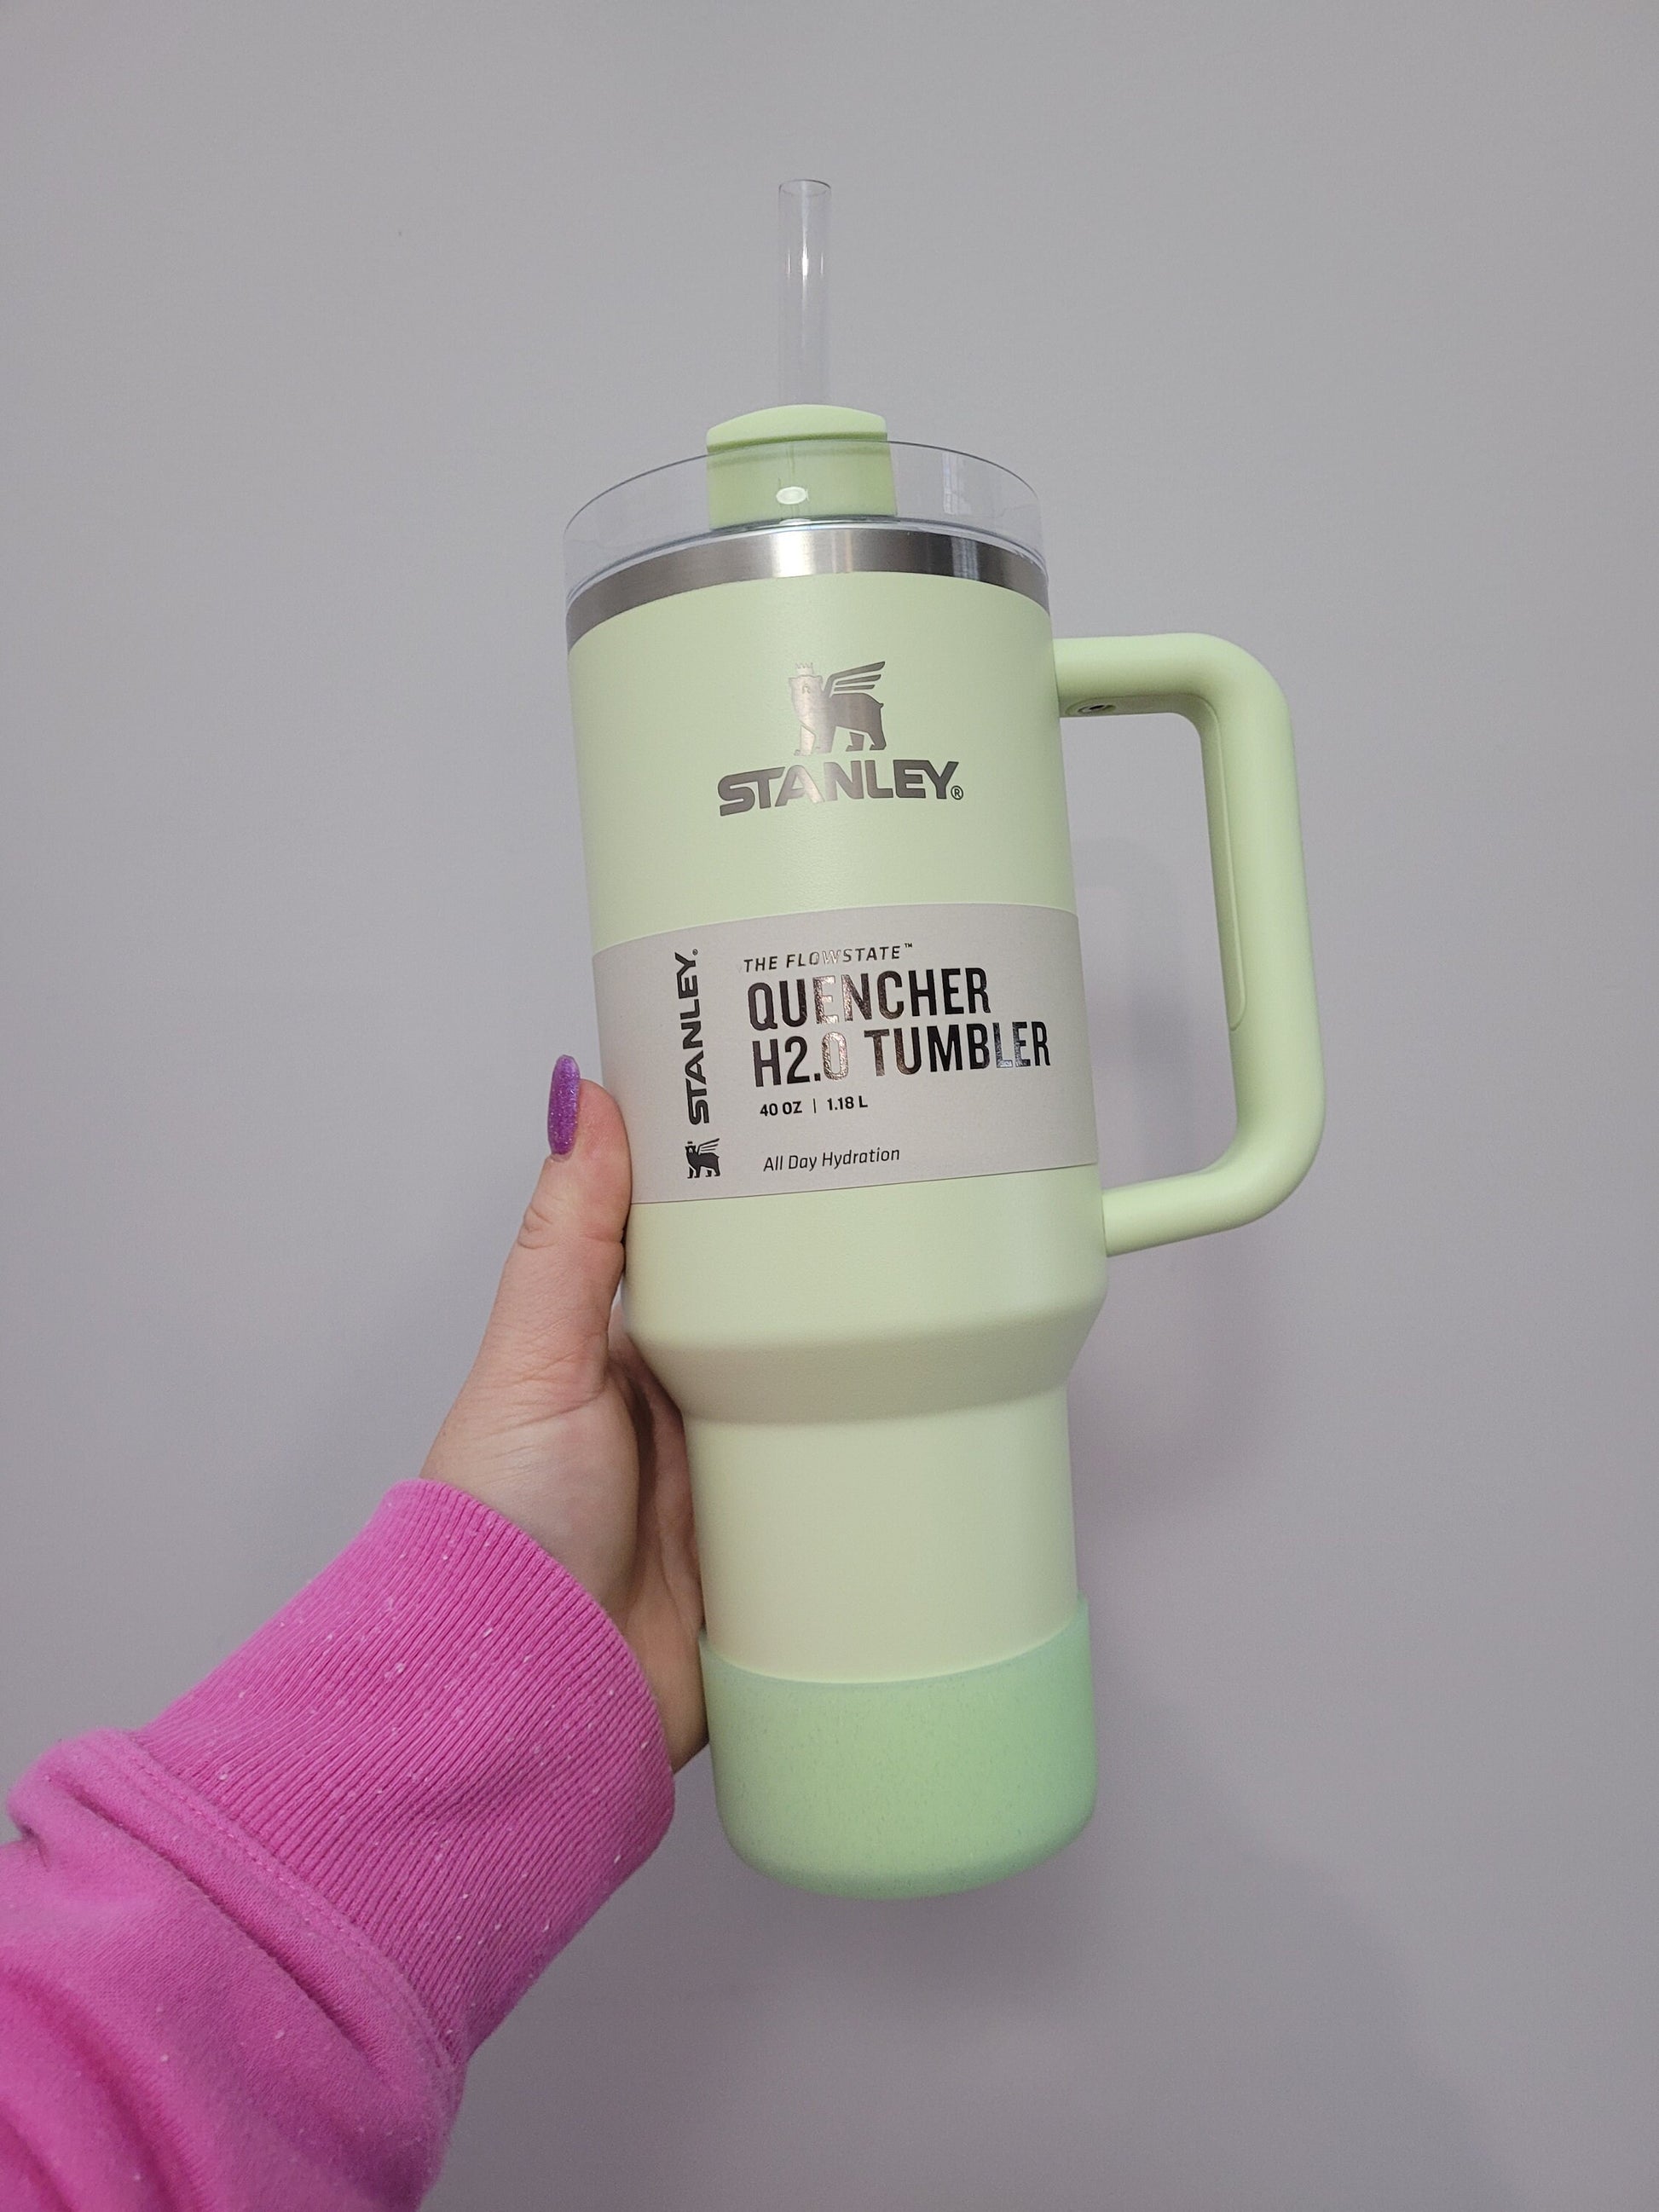 STANLEY®
STANLEY®
THE FLOWSTATE™
QUENCHER
H2.0 TUMBLER
40 OZ | 1.18 L
All Day Hydration